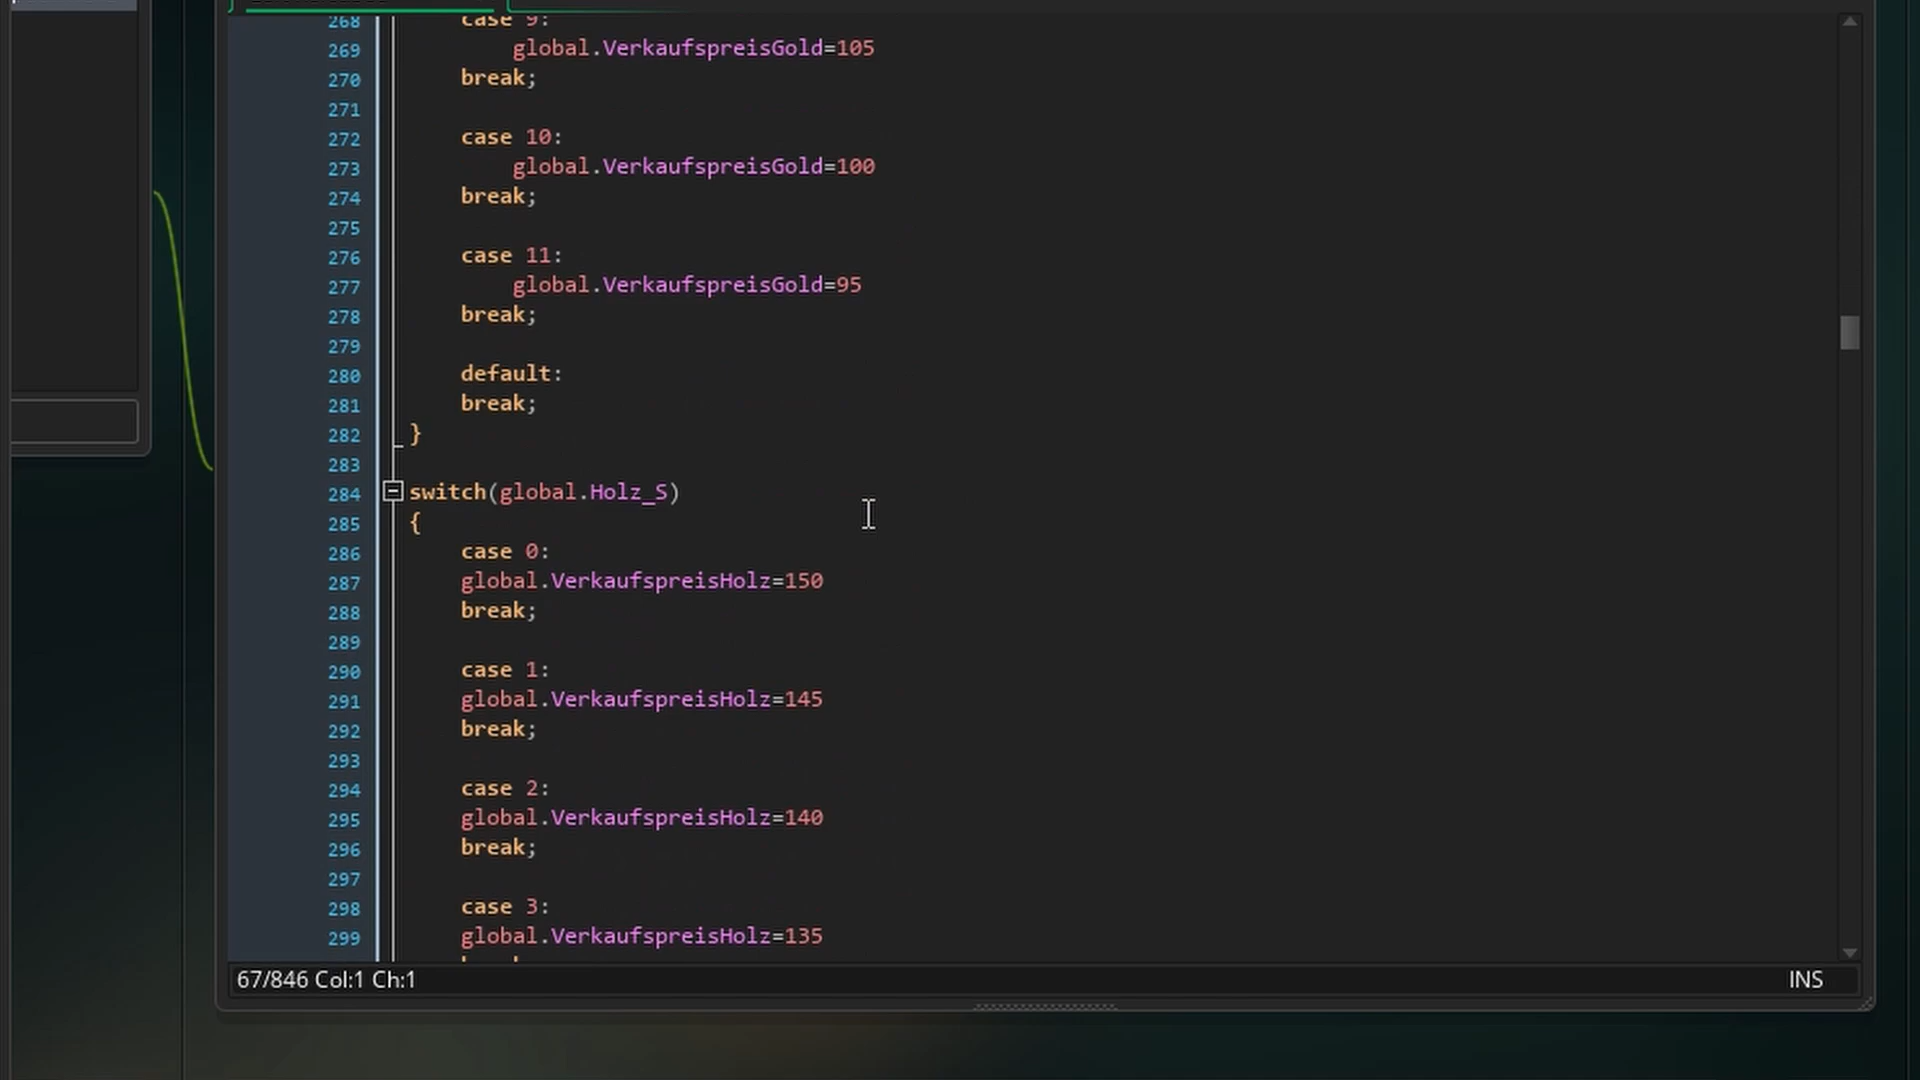 268 case 9:
269 global.VerkaufspreisGold=105
270 break;
271
272 case 10:
273 global.VerkaufspreisGold=100
274 break;
275
276 case 11:
277 global.VerkaufspreisGold=95
278 break;
279
280 default:
281 break;
282 }
283
284 switch(global.Holz_S)
285 {
286 case 0:
287 global.VerkaufspreisHolz=150
288 break;
289
290 case 1:
291 global.VerkaufspreisHolz=145
292 break;
293
294 case 2:
295 global.VerkaufspreisHolz=140
296 break;
297
298 case 3:
299 global.VerkaufspreisHolz=135
67/846 Col:1 Ch:1 INS